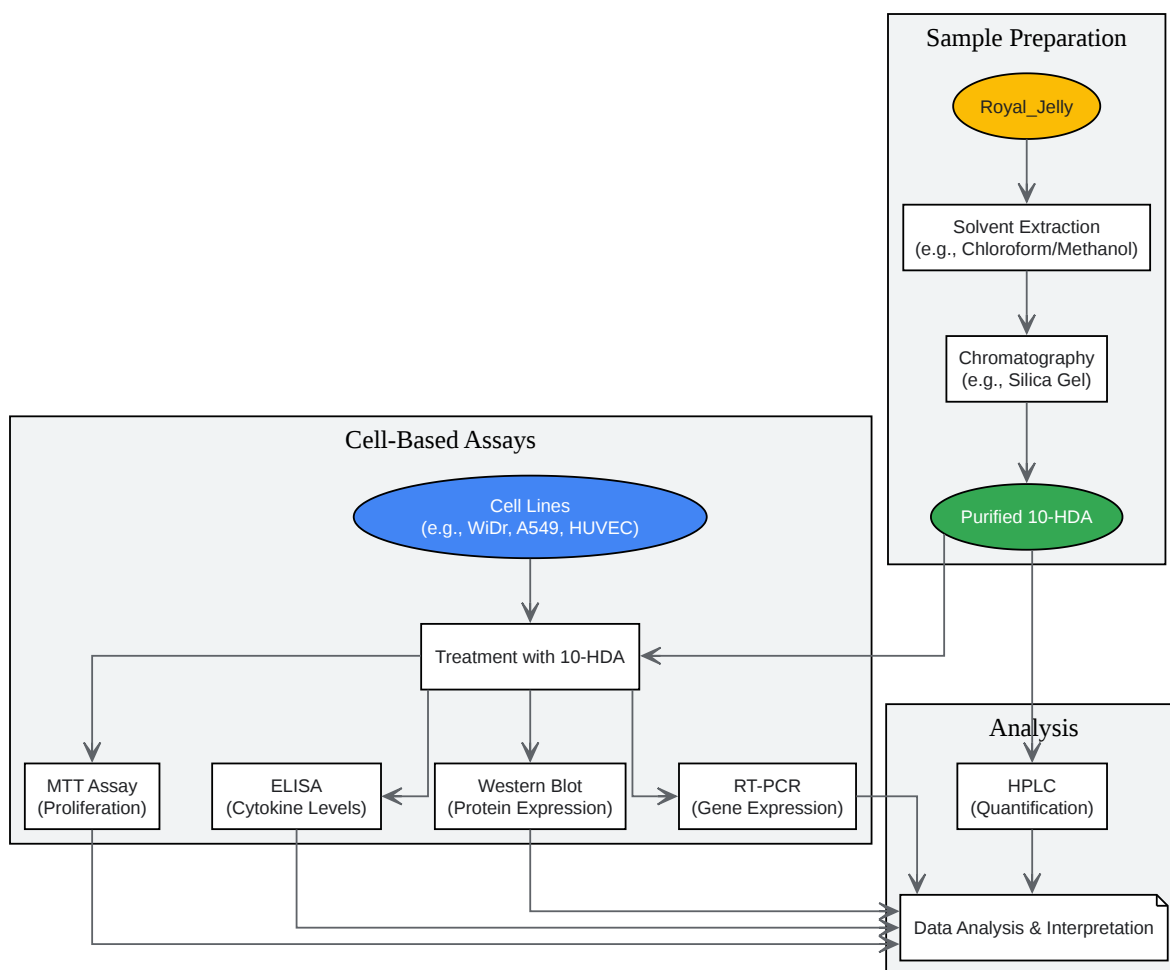 Sample Preparation
Royal_Jelly
Solvent Extraction
(e.g., Chloroform/Methanol)
Chromatography
(e.g., Silica Gel)
Purified 10-HDA
Cell-Based Assays
Cell Lines
(e.g., WiDr, A549, HUVEC)
Treatment with 10-HDA
MTT Assay
(Proliferation)
ELISA
(Cytokine Levels)
Western Blot
(Protein Expression)
RT-PCR
(Gene Expression)
Analysis
HPLC
(Quantification)
Data Analysis & Interpretation